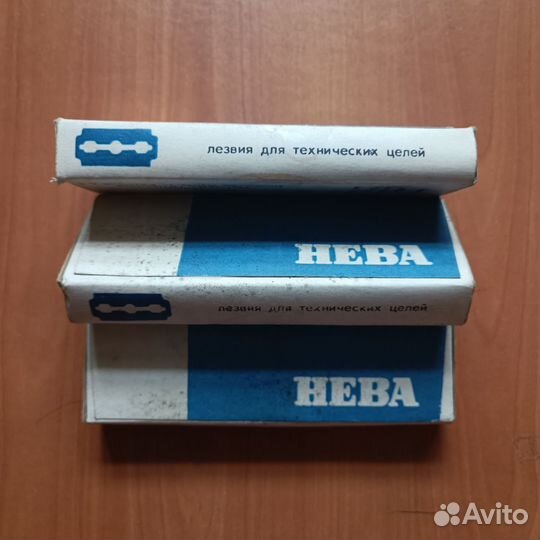 лезвия для технических целей
НЕВА
лезвия для технических целей
НЕВА
Avito